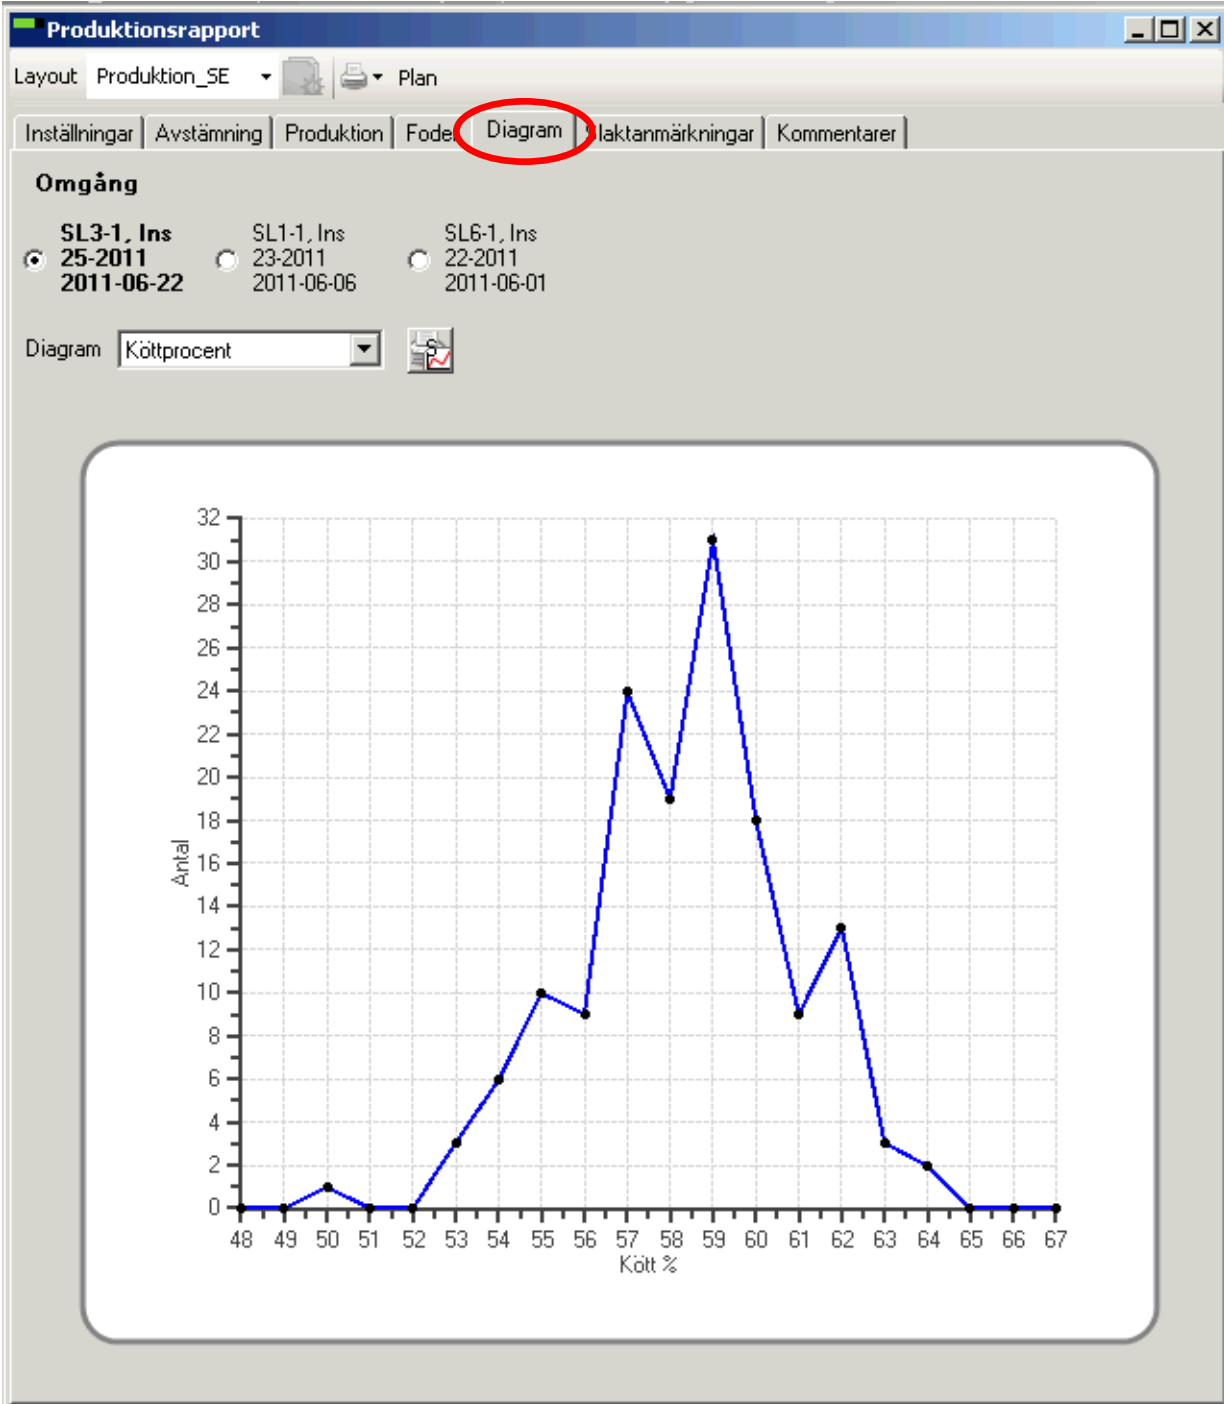 Produktionsrapport
Layout Produktion_SE Plan
Inställningar Avstämning Produktion Foder Diagram Slaktanmärkningar Kommentarer
Omgång
SL3-1, Ins SL1-1, Ins SL6-1, Ins
25-2011 23-2011 22-2011
2011-06-22 2011-06-06 2011-06-01
Diagram Köttprocent
32
30
28
26
24
22
20
18
16
14
12
10
8
6
4
2
0
Antal
48 49 50 51 52 53 54 55 56 57 58 59 60 61 62 63 64 65 66 67
Kött %